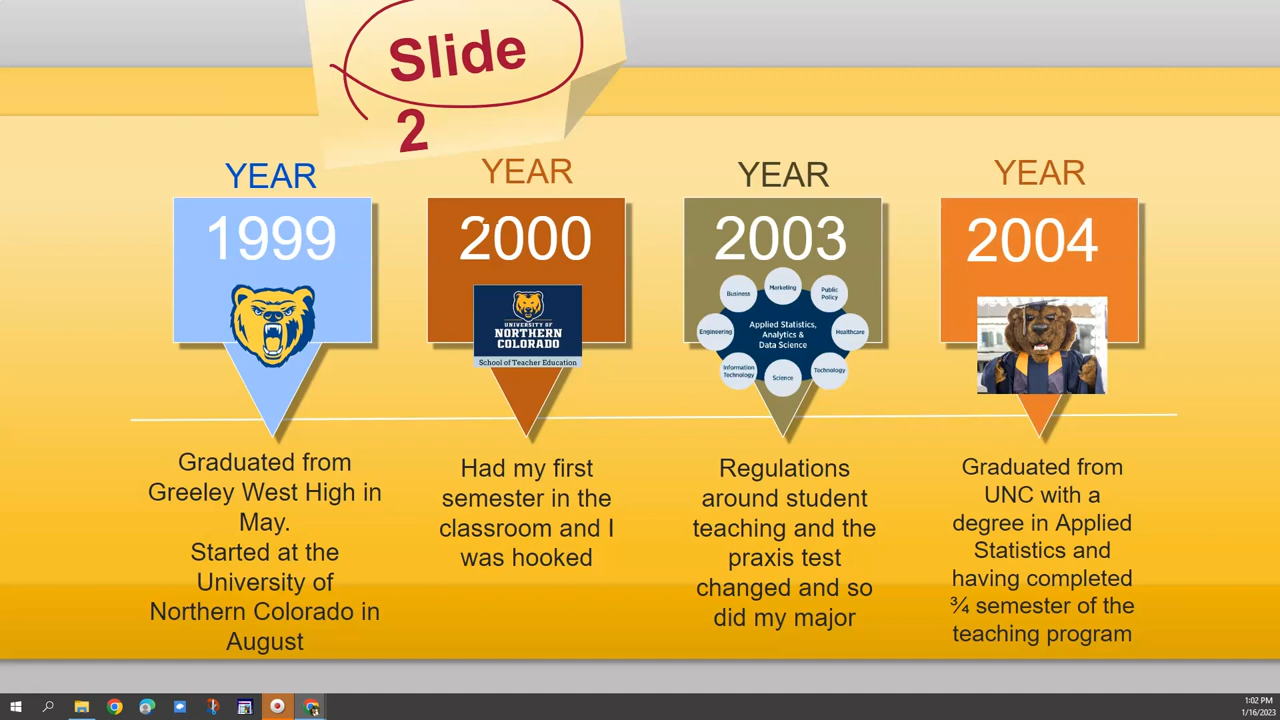 Slide
2
YEAR
1999
Graduated from
Greeley West High in
May.
Started at the
University of
Northern Colorado in
August
YEAR
2000
UNIVERSITY OF
NORTHERN
COLORADO
School of Teacher Education
Had my first
semester in the
classroom and I
was hooked
YEAR
2003
Marketing
Business
Public
Policy
Engineering
Applied Statistics,
Analytics &
Data Science
Healthcare
Information
Technology
Technology
Science
Regulations
around student
teaching and the
praxis test
changed and so
did my major
YEAR
2004
Graduated from
UNC with a
degree in Applied
Statistics and
having completed
¾ semester of the
teaching program
1:02 PM
1/16/2023